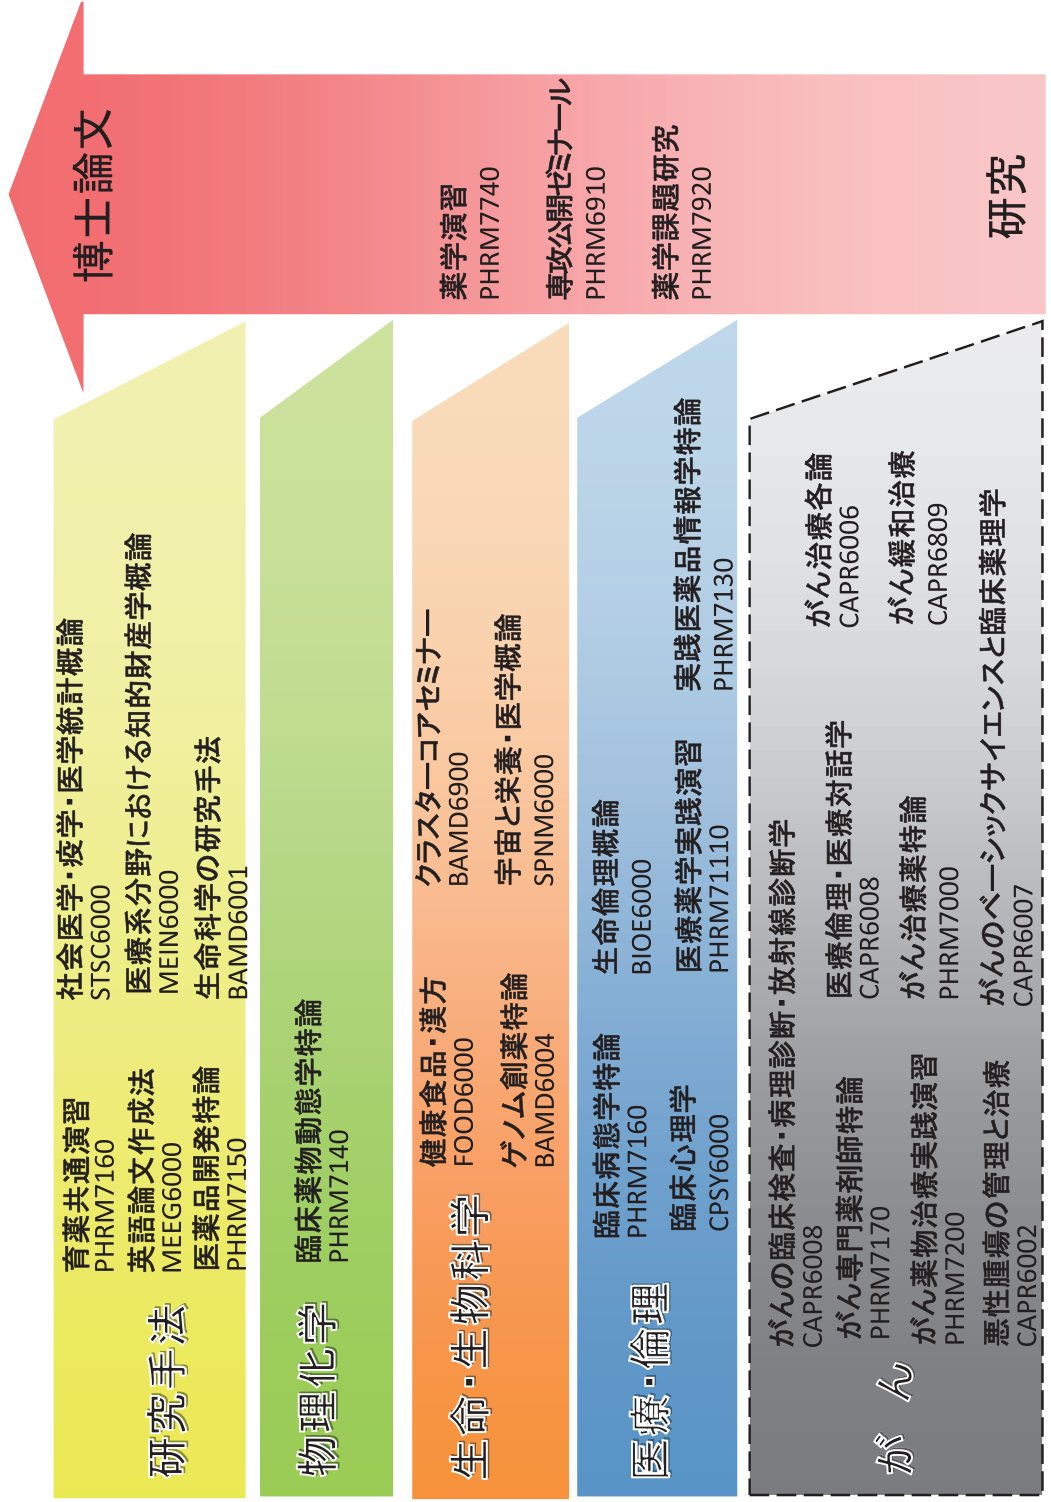 博士論文
薬学演習
PHRM7740
専攻公開ゼミナール
PHRM6910
薬学課題研究
PHRM7920
研究
研究手法
育薬共通演習
PHRM7160
英語論文作成法
MEEG6000
医薬品開発特論
PHRM7150
社会医学・疫学・医学統計概論
STSC6000
医療系分野における知的財産学概論
MEIN6000
生命科学の研究手法
BAMD6001
物理化学
臨床薬物動態学特論
PHRM7140
生命・生物科学
健康食品・漢方
FOOD6000
ゲノム創薬特論
BAMD6004
クラスターコアセミナー
BAMD6900
宇宙と栄養・医学概論
SPNM6000
医療・倫理
臨床病態学特論
PHRM7160
臨床心理学
CPSY6000
生命倫理概論
BIOE6000
医療薬学実践演習
PHRM71110
実践医薬品情報学特論
PHRM7130
がん
がんの臨床検査・病理診断・放射線診断学
CAPR6008
がん専門薬剤師特論
PHRM7170
がん薬物治療実践演習
PHRM7200
悪性腫瘍の管理と治療
CAPR6002
医療倫理・医療対話学
CAPR6008
がん治療薬特論
PHRM7000
がんのベーシックサイエンスと臨床薬理学
CAPR6007
がん治療各論
CAPR6006
がん緩和治療
CAPR6809